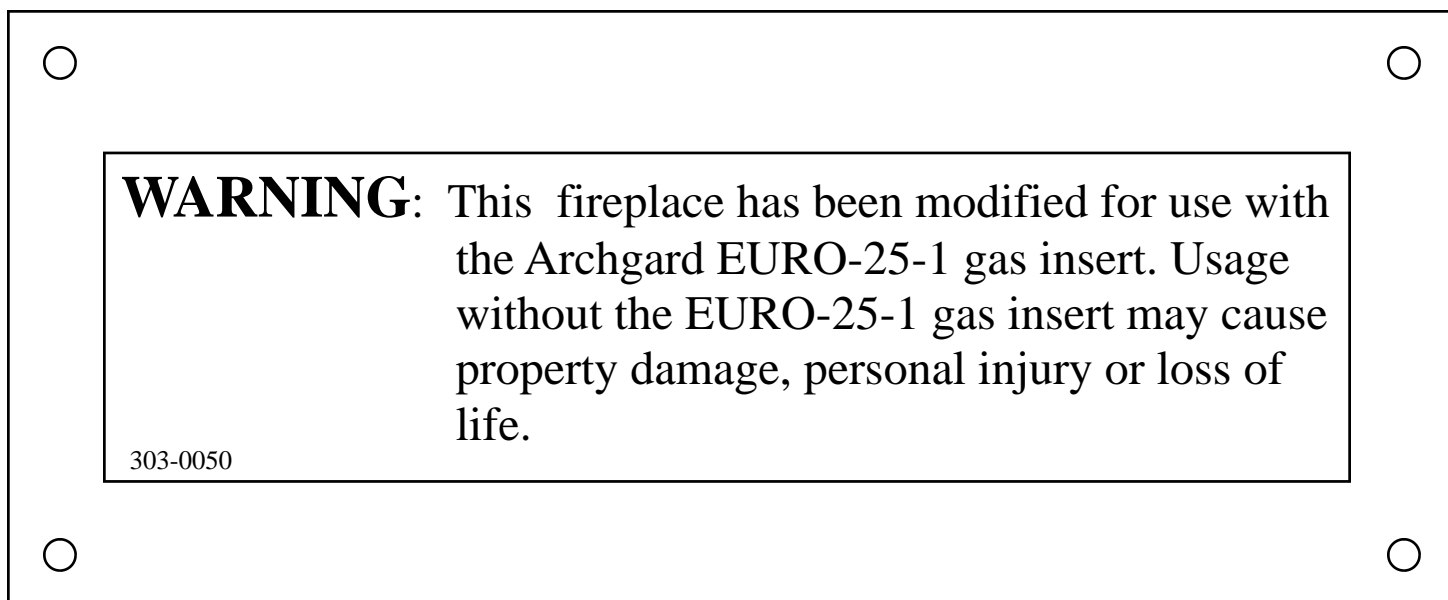 WARNING: This fireplace has been modified for use with
the Archgard EURO-25-1 gas insert. Usage
without the EURO-25-1 gas insert may cause
property damage, personal injury or loss of
life.
303-0050